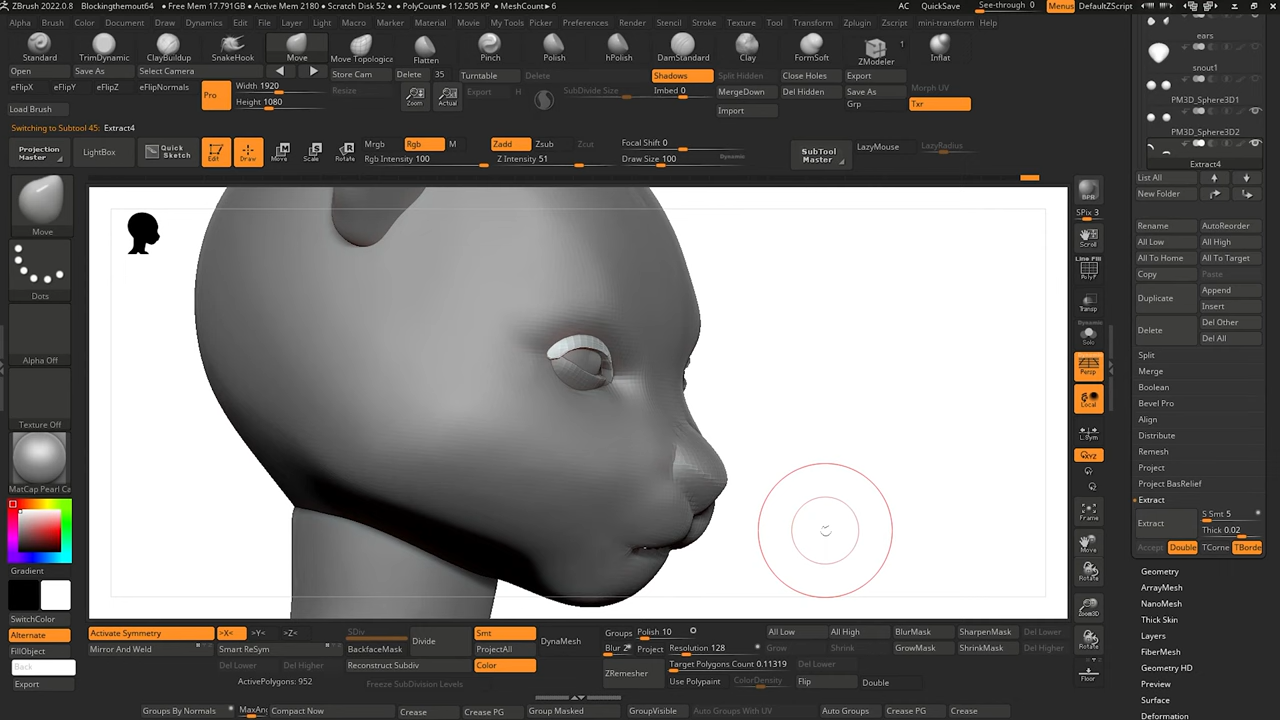 ZBrush 2022.0.8 Blockingthemout64 • Free Mem 17.791GB • Active Mem 2180 • Scratch Disk 52 • PolyCount 112.505 KP • MeshCount 6 AC QuickSave See-through 0 Menus DefaultZScript
Alpha Brush Color Document Draw Dynamics Edit File Layer Light Macro Marker Material Movie My Tools Picker Preferences Render Stencil Stroke Texture Tool Transform Zplugin Zscript mini-transform Help
Standard TrimDynamic ClayBuildup SnakeHook Move Move Topologica Flatten Pinch Polish hPolish DamStandard Clay FormSoft ZModeler 1 Inflat
Open Save As Select Camera Store Cam Delete 35 Turntable Delete Shadows Split Hidden Close Holes Export Morph UV
eFlipX eFlipY eFlipZ eFlipNormals Pro Width 1920 Height 1080 Resize Zoom Actual Export H SubDivide Size Imbed 0 MergeDown Del Hidden Save As
Load Brush Import Grp Txr
Switching to Subtool 45: Extract4
Projection Master LightBox Quick Sketch Edit Draw Move Scale Rotate Mrgb Rgb M Rgb Intensity 100 Zadd Zsub Zcut Z Intensity 51 Focal Shift 0 Draw Size 100 Dynamic SubTool Master LazyMouse LazyRadius
Move
Dots
Alpha Off
Texture Off
MatCap Pearl Ca
Gradient
SwitchColor
Alternate
FillObject
Back
Export
BPR
SPix 3
Scroll
Line Fill
PolyF
Transp
Dynamic
Solo
Persp
Local
L.Sym
XYZ
Frame
Move
Rotate
Zoom3D
Rotate
Floor
ears
snout1
PM3D_Sphere3D1
PM3D_Sphere3D2
Extract4
List All
New Folder
Rename AutoReorder
All Low All High
All To Home All To Target
Copy Paste
Duplicate Append
Insert
Delete Del Other
Del All
Split
Merge
Boolean
Bevel Pro
Align
Distribute
Remesh
Project
Project BasRelief
Extract
Extract S Smt 5
Thick 0.02
Accept Double TCorne TBorde
Geometry
ArrayMesh
NanoMesh
Thick Skin
Layers
FiberMesh
Geometry HD
Preview
Surface
Deformation
Activate Symmetry >X< >Y< >Z< SDiv Divide Smt DynaMesh Groups Polish 10 All Low All High BlurMask SharpenMask Del Lower
Mirror And Weld Smart ReSym BackfaceMask ProjectAll Blur 2 Project Resolution 128 Grow GrowMask ShrinkMask Del Higher
Del Lower Del Higher Reconstruct Subdiv Color ZRemesher Target Polygons Count 0.11319 Del Lower
ActivePolygons: 952 Freeze SubDivision Levels Use Polypaint ColorDensity Flip Double
Groups By Normals MaxAng Compact Now Crease Crease PG Group Masked GroupVisible Auto Groups With UV Auto Groups Crease PG Crease